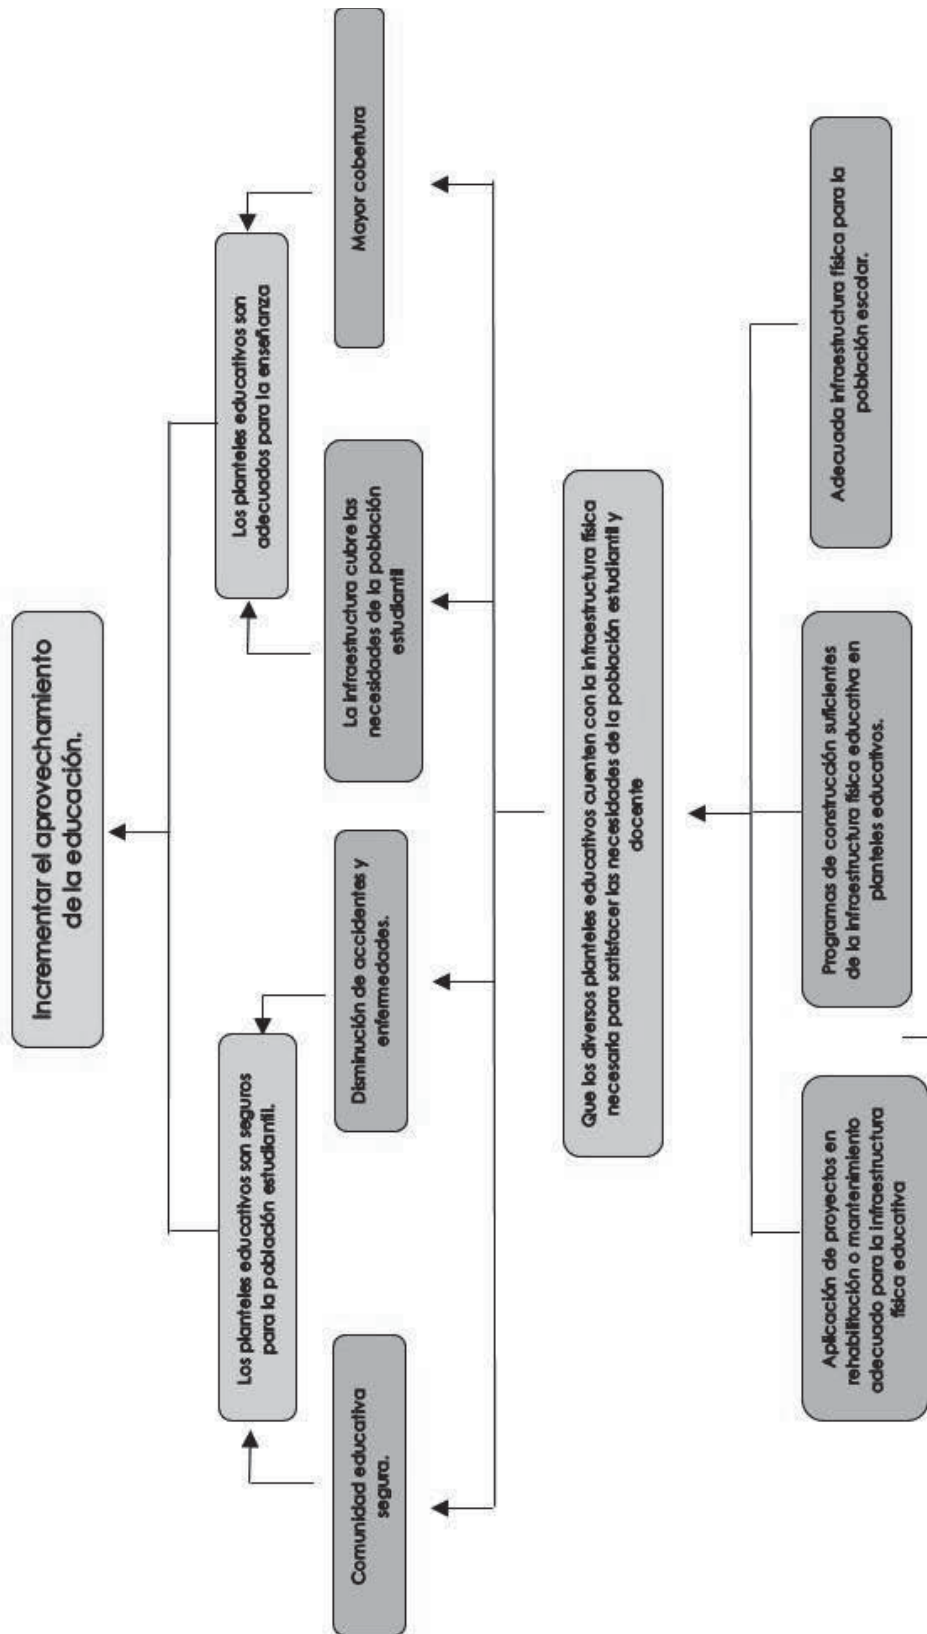 Incrementar el aprovechamiento
de la educación.
Los planteles educativos son seguros
para la población estudiantil.
Los planteles educativos son
adecuados para la enseñanza
Comunidad educativa
segura.
Disminución de accidentes y
enfermedades.
La infraestructura cubre las
necesidades de la población
estudiantil
Mayor cobertura
Que los diversos planteles educativos cuenten con la infraestructura física
necesaria para satisfacer las necesidades de la población estudiantil y
docente
Aplicación de proyectos en
rehabilitación o mantenimiento
adecuado para la infraestructura
física educativa
Programas de construcción suficientes
de la infraestructura física educativa en
planteles educativos.
Adecuada infraestructura física para la
población escolar.